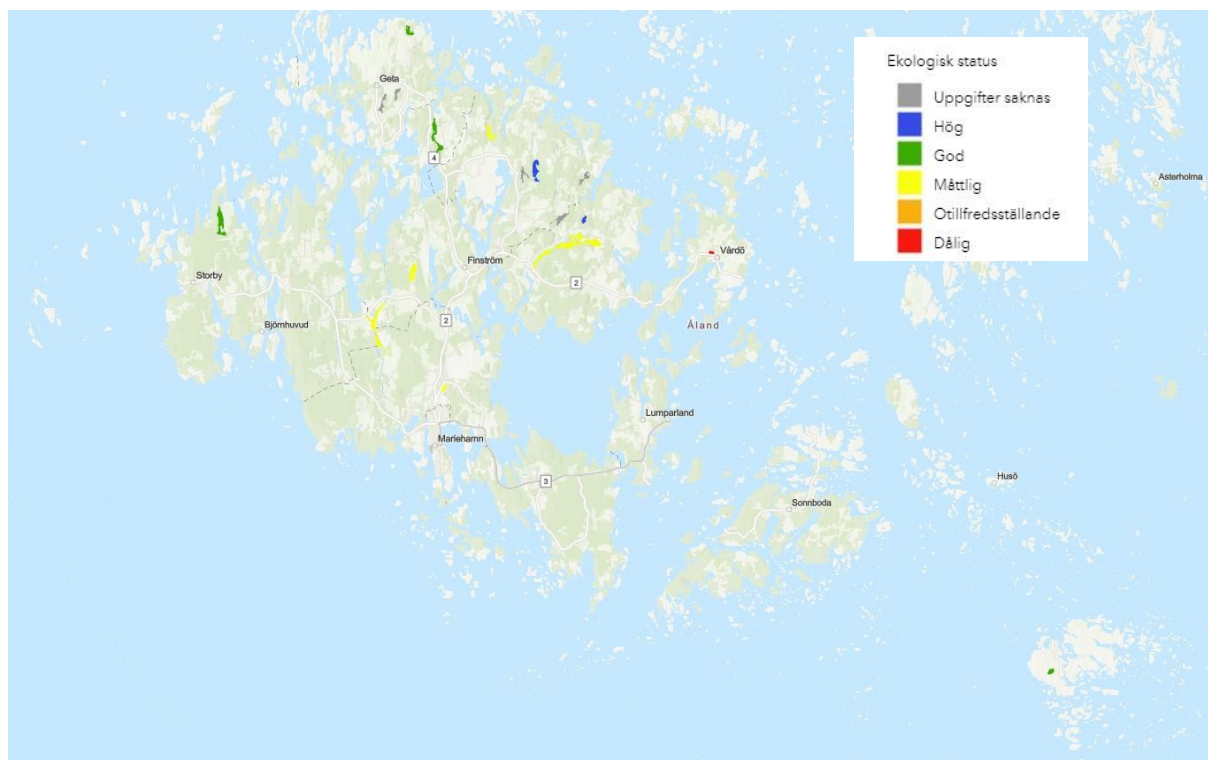 Ekologisk status
Uppgifter saknas
Hög
God
Måttlig
Otillfredsställande
Dålig
Geta
4
Asterholma
Storby
Finström
Vårdö
2
Björnhuvud
2
Åland
Lumparland
Mariehamn
3
Husö
Sonnboda